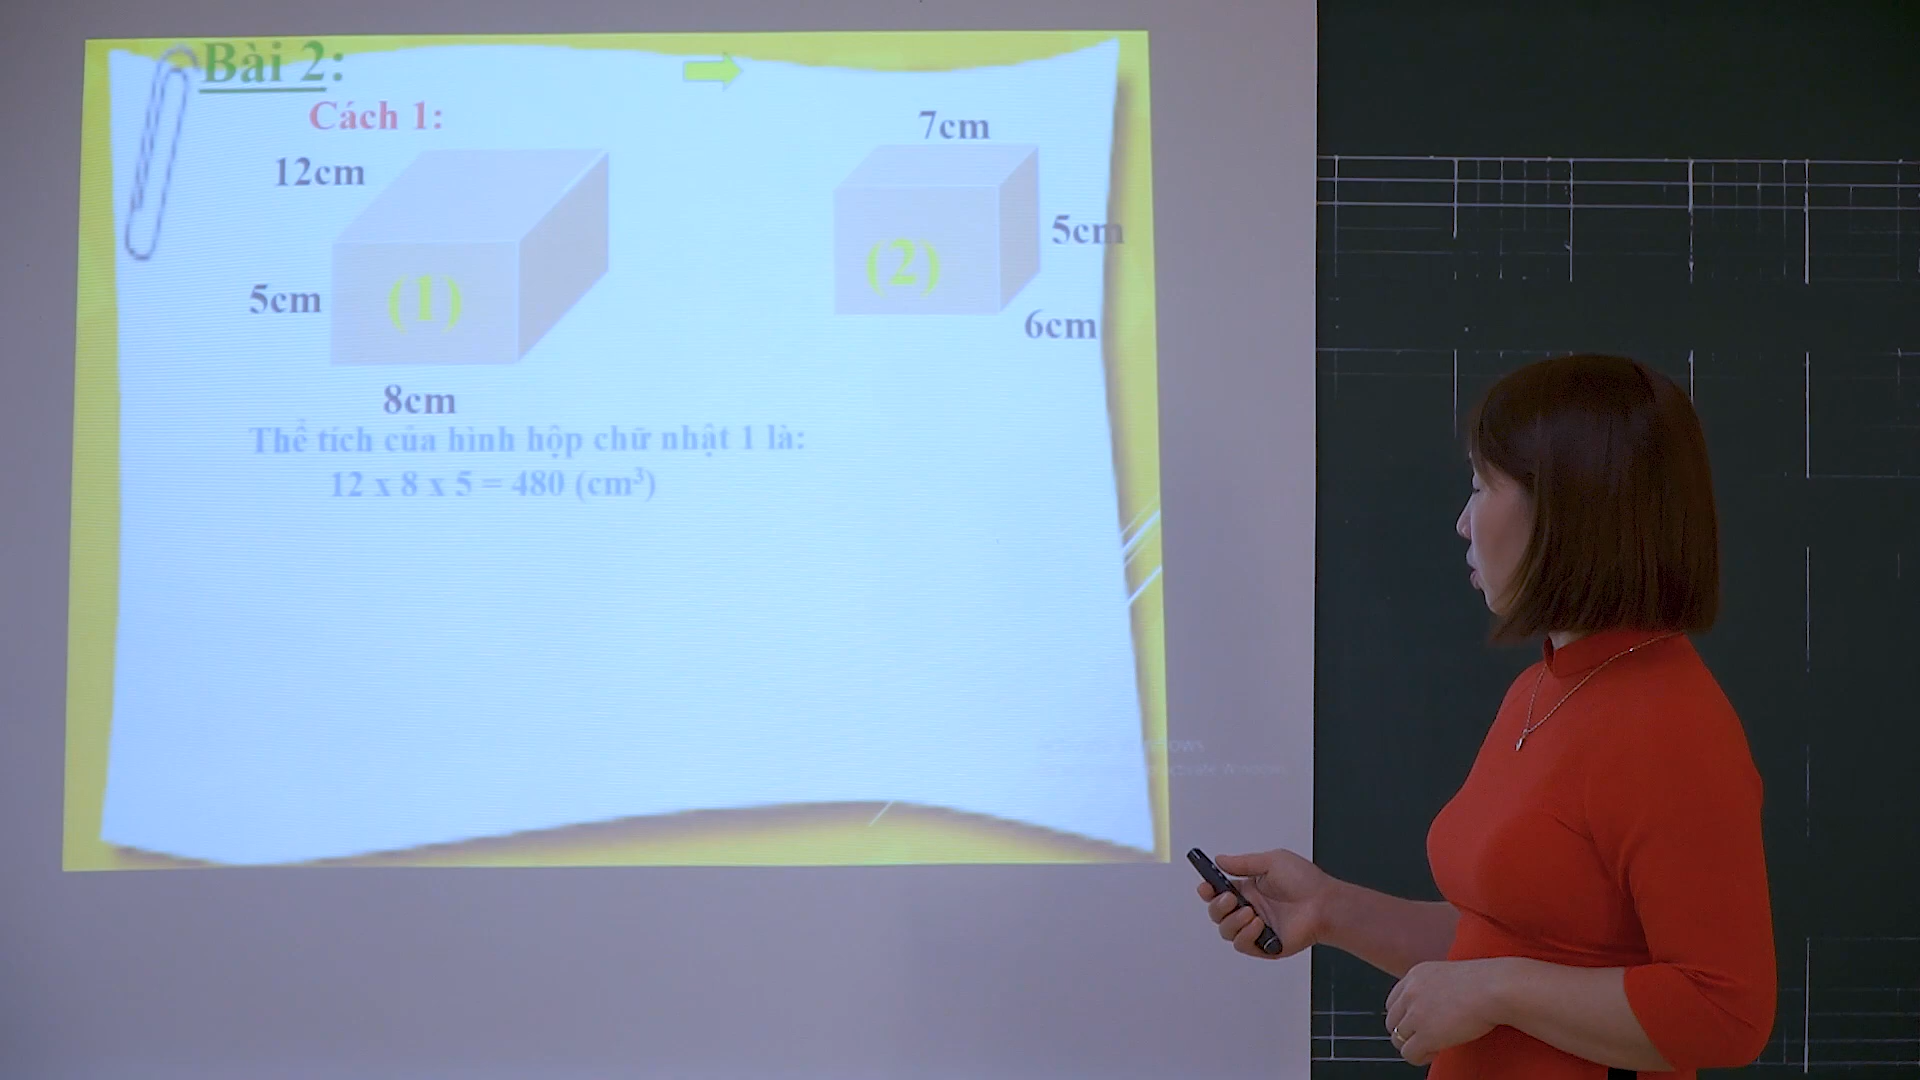 Bài 2:
Cách 1:
7cm
12cm
5cm
(2)
(1)
5cm
6cm
8cm
Thể tích của hình hộp chữ nhật 1 là:
12 x 8 x 5 = 480 (cm³)